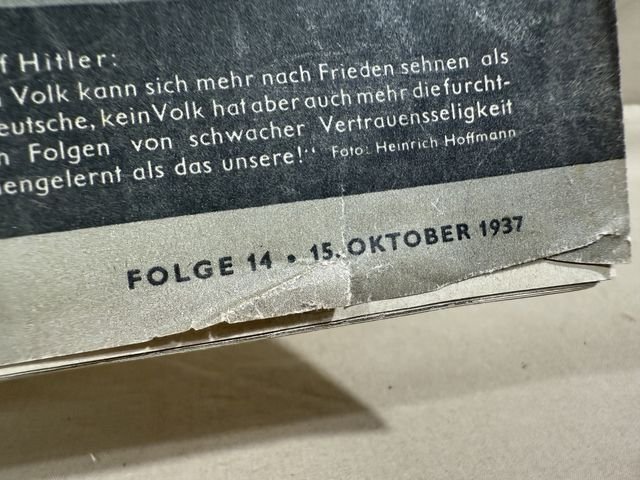 f Hitler:
Volk kann sich mehr nach Frieden sehnen als
eutsche, kein Volk hat aber auch mehr die furcht-
n Folgen von schwacher Vertrauensseligkeit
engelernt als das unsere!“ Foto: Heinrich Hoffmann
FOLGE 14 • 15. OKTOBER 1937